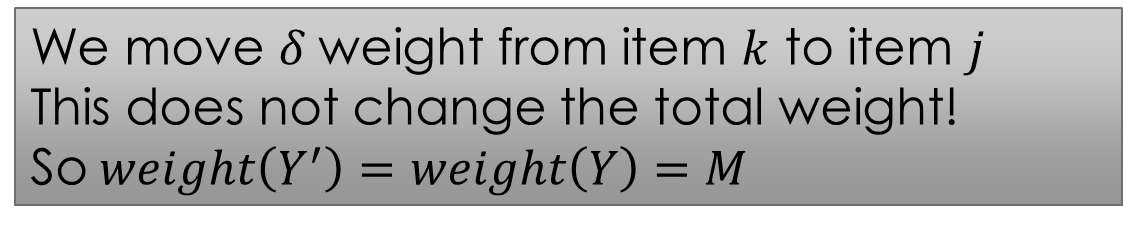 We move 𝛿 weight from item 𝑘 to item 𝑗
This does not change the total weight!
So 𝑤𝑒𝑖𝑔ℎ𝑡(𝑌′) = 𝑤𝑒𝑖𝑔ℎ𝑡(𝑌) = 𝑀